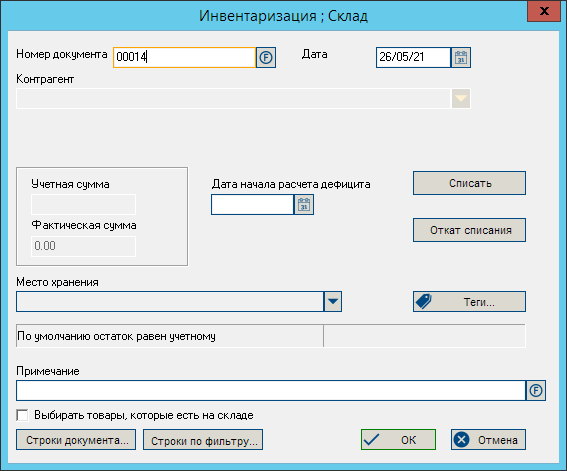 Инвентаризация ; Склад
Номер документа 00014 F Дата 26/05/21 31
Контрагент
Учетная сумма Дата начала расчета дефицита Списать
31
Фактическая сумма Откат списания
0.00
Место хранения
Теги...
По умолчанию остаток равен учетному
Примечание
F
Выбирать товары, которые есть на складе
Строки документа... Строки по фильтру... ОК Отмена